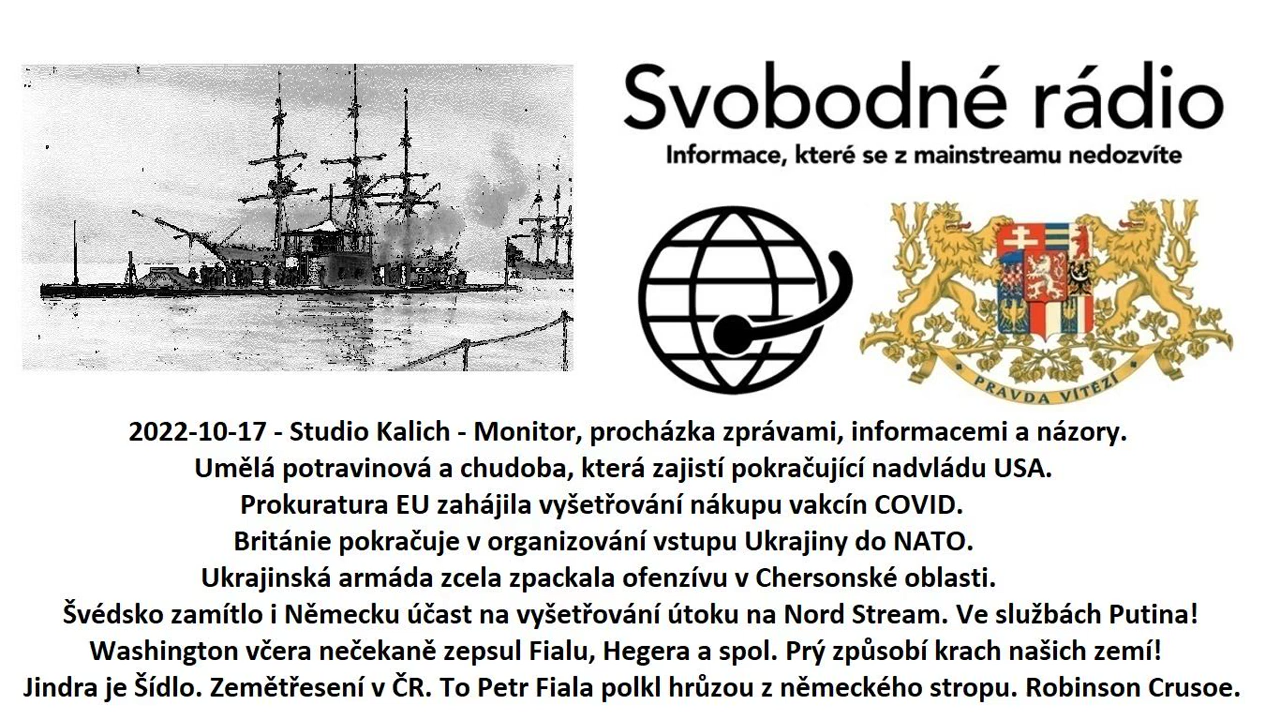 Svobodné rádio
Informace, které se z mainstreamu nedozvíte
PRAVDA VÍTĚZÍ
2022-10-17 - Studio Kalich - Monitor, procházka zprávami, informacemi a názory.
Umělá potravinová a chudoba, která zajistí pokračující nadvládu USA.
Prokuratura EU zahájila vyšetřování nákupu vakcín COVID.
Británie pokračuje v organizování vstupu Ukrajiny do NATO.
Ukrajinská armáda zcela zpackala ofenzívu v Chersonské oblasti.
Švédsko zamítlo i Německu účast na vyšetřování útoku na Nord Stream. Ve službách Putina!
Washington včera nečekaně zepsul Fialu, Hegera a spol. Prý způsobí krach našich zemí!
Jindra je Šídlo. Zemětřesení v ČR. To Petr Fiala polkl hrůzou z německého stropu. Robinson Crusoe.